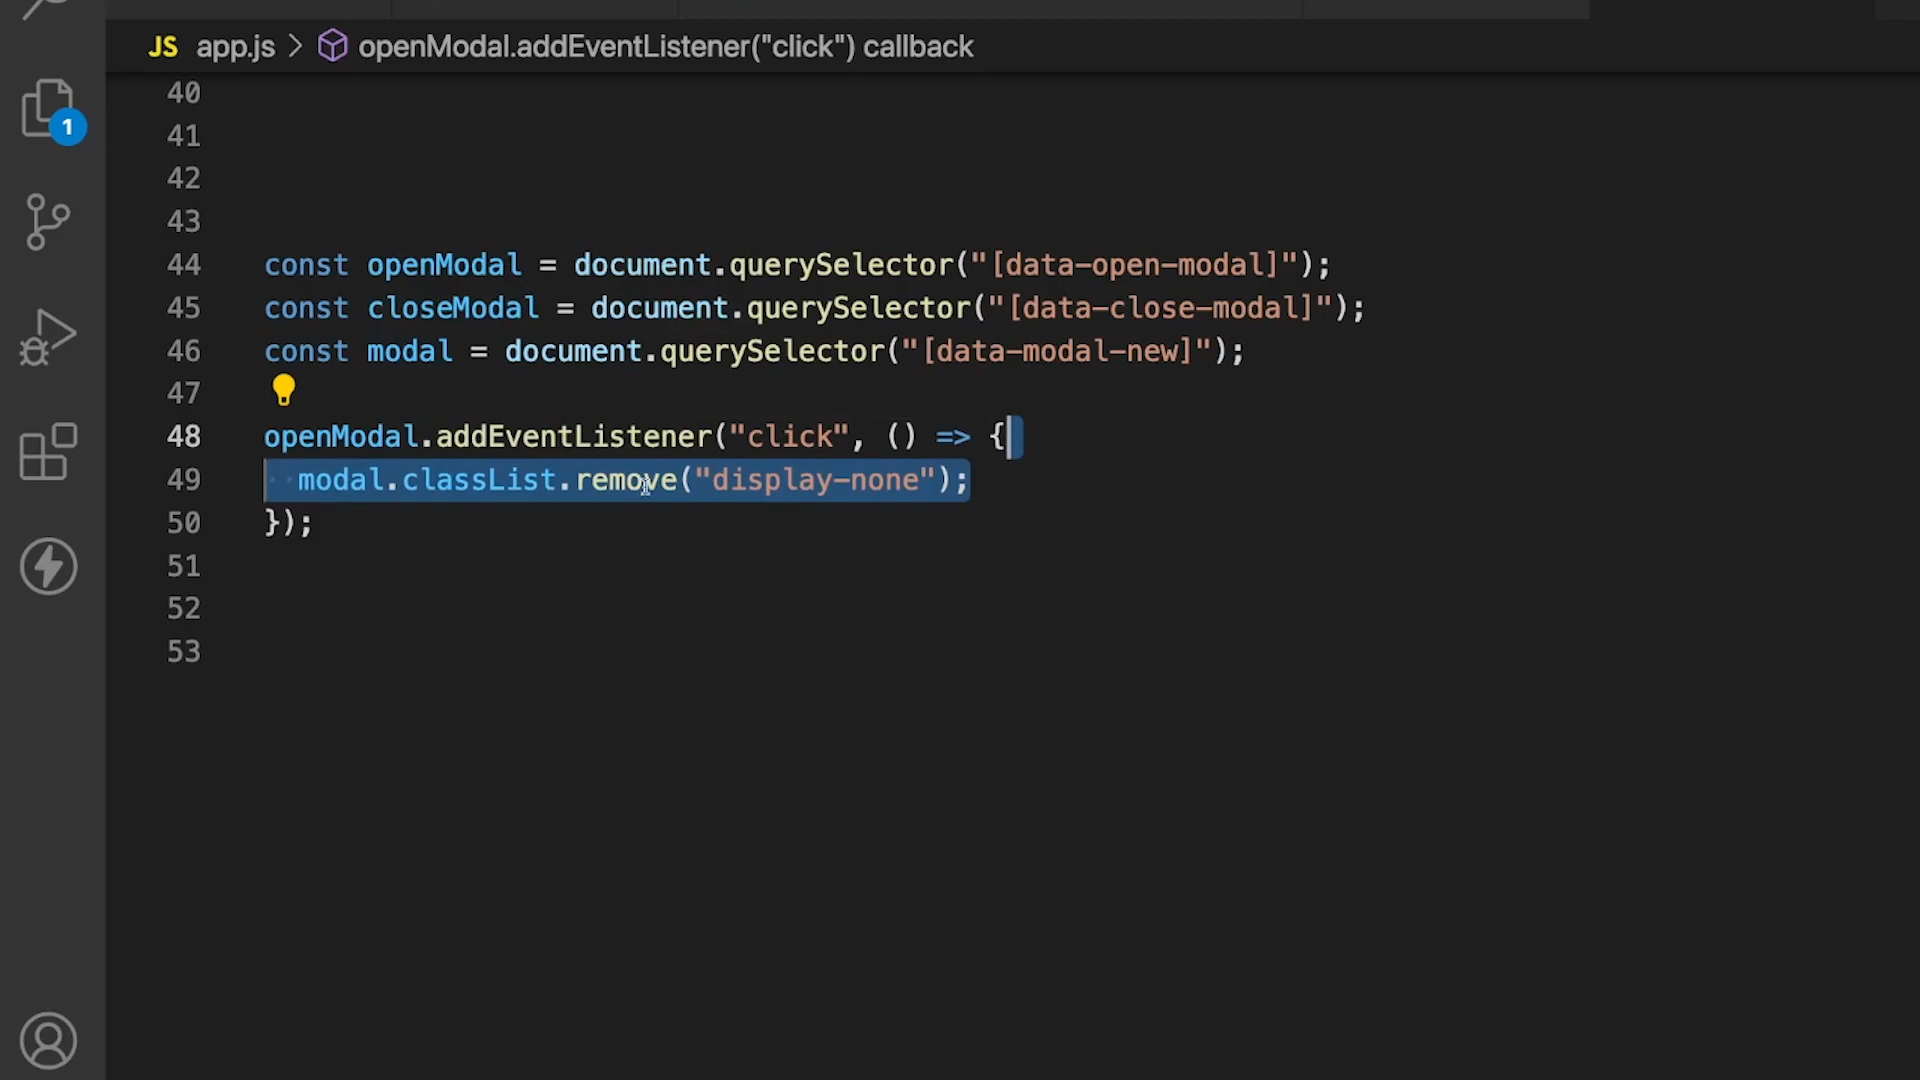 JS app.js > openModal.addEventListener("click") callback
1
40
41
42
43
44 const openModal = document.querySelector("[data-open-modal]");
45 const closeModal = document.querySelector("[data-close-modal]");
46 const modal = document.querySelector("[data-modal-new]");
47
48 openModal.addEventListener("click", () => {
49 modal.classList.remove("display-none");
50 });
51
52
53